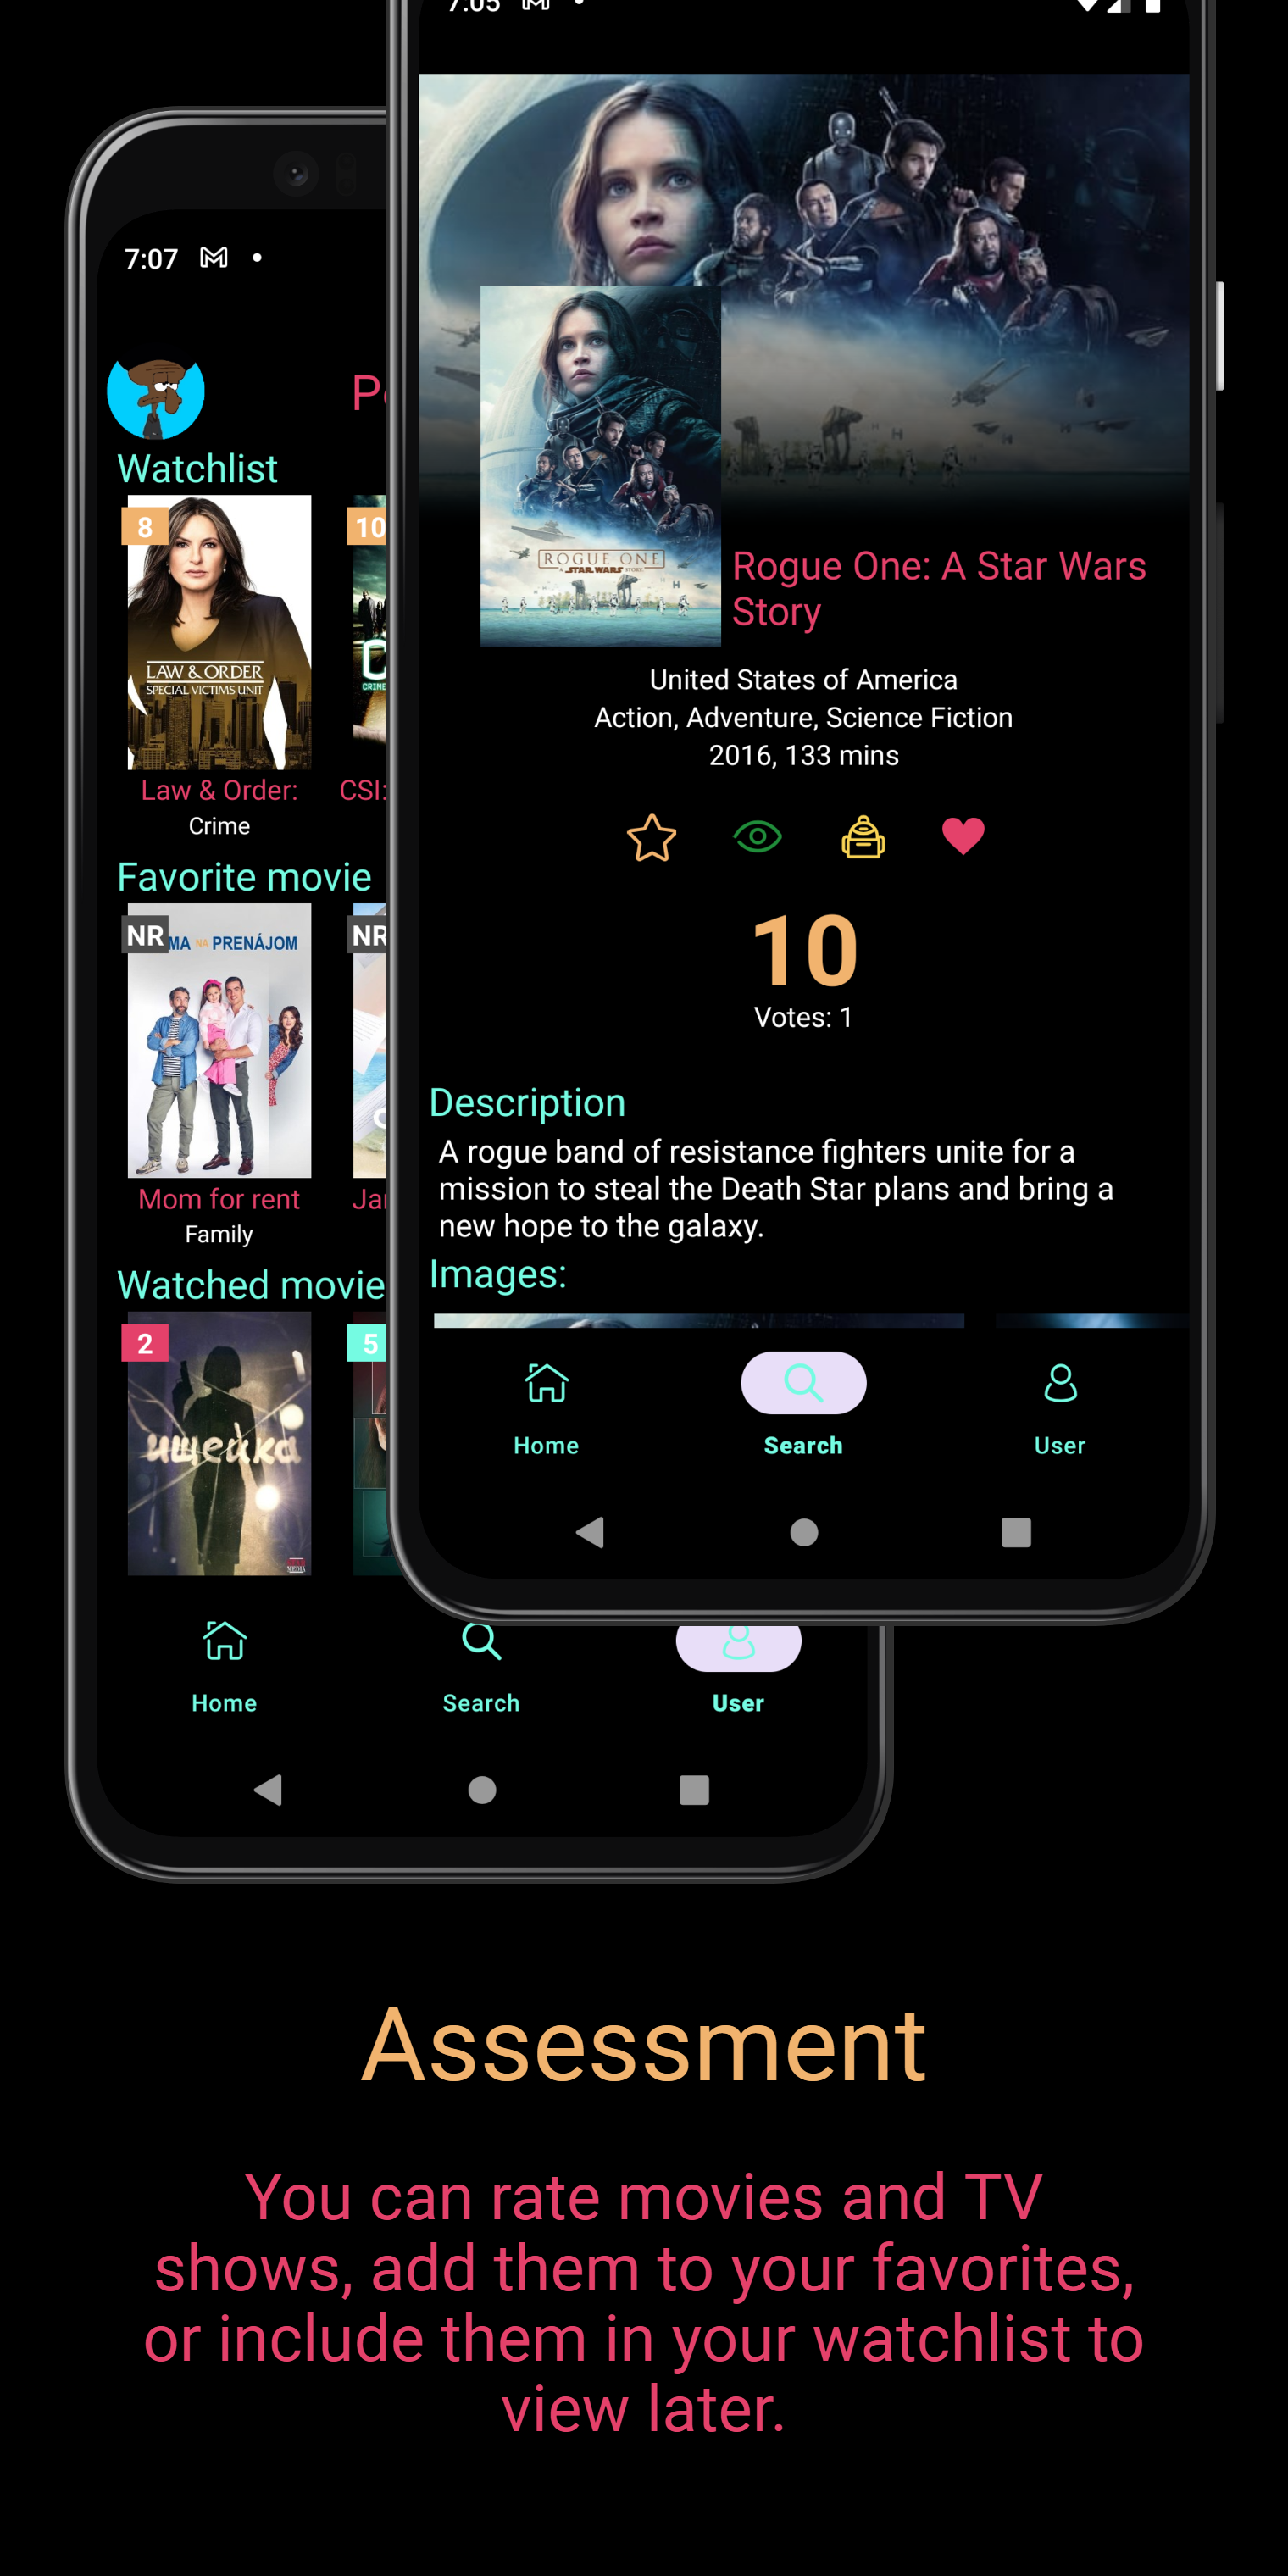 7:05
Rogue One: A Star Wars
Story
ROGUE ONE
A STAR WARS STORY
United States of America
Action, Adventure, Science Fiction
2016, 133 mins
10
Votes: 1
Description
A rogue band of resistance fighters unite for a
mission to steal the Death Star plans and bring a
new hope to the galaxy.
Images:
Home
Search
User
7:07
Watchlist
8
10
LAW & ORDER
SPECIAL VICTIMS UNIT
Law & Order:
CSI:
Crime
Favorite movie
NR
NR
MA NA PRENÁJOM
Mom for rent
Family
Watched movie
2
5
ищейка
Home
Search
User
Assessment
You can rate movies and TV
shows, add them to your favorites,
or include them in your watchlist to
view later.